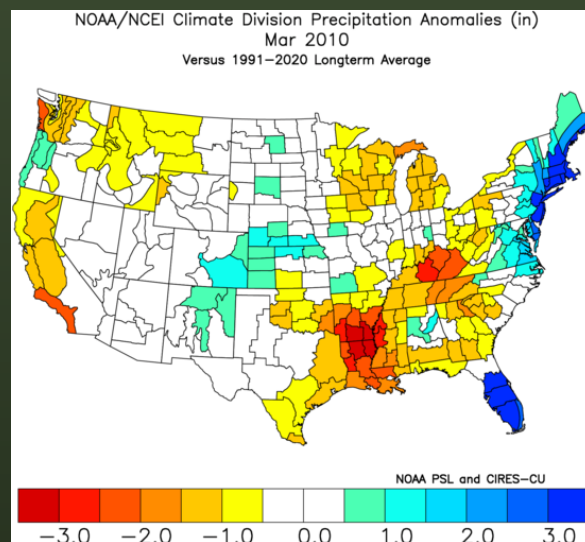 NOAA/NCEI Climate Division Precipitation Anomalies (in)
Mar 2010
Versus 1991-2020 Longterm Average
NOAA PSL and CIRES-CU
-3.0 -2.0 -1.0 0.0 1.0 2.0 3.0